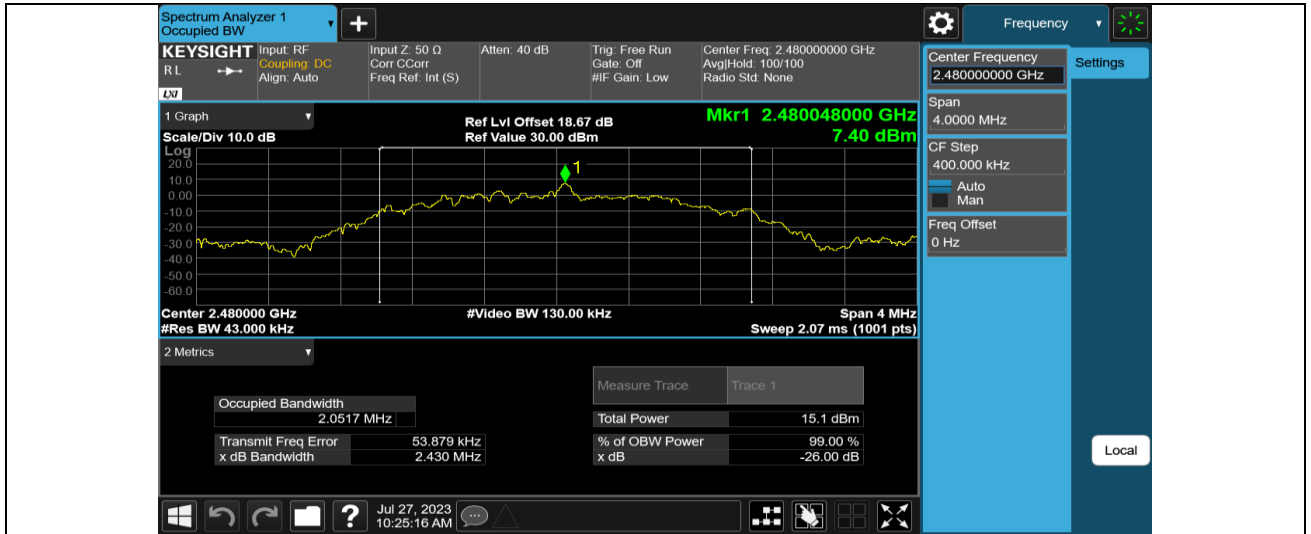 Spectrum Analyzer 1
Occupied BW
Frequency
KEYSIGHT
R L
LXI
Input: RF
Coupling: DC
Align: Auto
Input Z: 50 Ω
Corr CCorr
Freq Ref: Int (S)
Atten: 40 dB
Trig: Free Run
Gate: Off
#IF Gain: Low
Center Freq: 2.480000000 GHz
Avg|Hold: 100/100
Radio Std: None
Center Frequency
2.480000000 GHz
Settings
Span
4.0000 MHz
CF Step
400.000 kHz
Auto
Man
Freq Offset
0 Hz
1 Graph
Scale/Div 10.0 dB
Ref Lvl Offset 18.67 dB
Ref Value 30.00 dBm
Mkr1 2.480048000 GHz
7.40 dBm
Log
20.0
10.0
0.00
-10.0
-20.0
-30.0
-40.0
-50.0
-60.0
1
Center 2.480000 GHz
#Res BW 43.000 kHz
#Video BW 130.00 kHz
Span 4 MHz
Sweep 2.07 ms (1001 pts)
2 Metrics
Measure Trace Trace 1
Occupied Bandwidth
2.0517 MHz
Total Power 15.1 dBm
Transmit Freq Error 53.879 kHz
% of OBW Power 99.00 %
x dB Bandwidth 2.430 MHz
x dB -26.00 dB
Local
?
Jul 27, 2023
10:25:16 AM